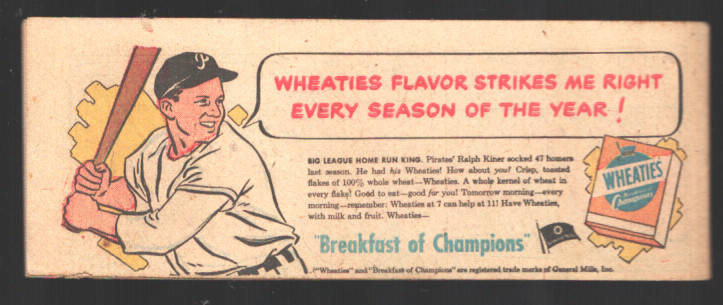 P
WHEATIES FLAVOR STRIKES ME RIGHT
EVERY SEASON OF THE YEAR!
BIG LEAGUE HOME RUN KING. Pirates' Ralph Kiner socked 47 homers
last season. He had his Wheaties! How about you? Crisp, toasted
flakes of 100% whole wheat—Wheaties. A whole kernel of wheat in
every flake! Good to eat—good for you! Tomorrow morning—every
morning—remember: Wheaties at 7 can help at 11! Have Wheaties,
with milk and fruit. Wheaties—
"Breakfast of Champions"
"Wheaties" and "Breakfast of Champions" are registered trade marks of General Mills, Inc.
WHEATIES
Breakfast of
Champions